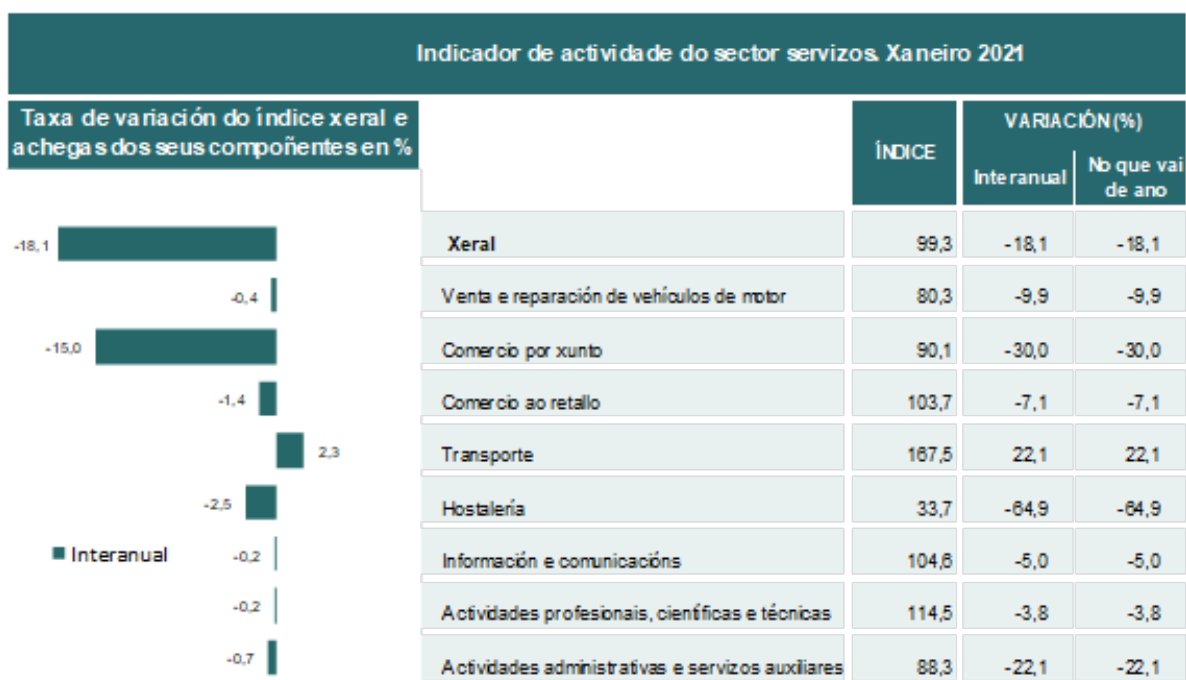 Indicador de actividade do sector servizos. Xaneiro 2021
Taxa de variación do índice xeral e
achegas dos seus compoñentes en %
ÍNDICE
VARIACIÓN (%)
Interanual
No que vai
de ano
-18,1 Xeral 99,3 -18,1 -18,1
-0,4 Venta e reparación de vehículos de motor 80,3 -9,9 -9,9
-15,0 Comercio por xunto 90,1 -30,0 -30,0
-1,4 Comercio ao retallo 103,7 -7,1 -7,1
2,3 Transporte 167,5 22,1 22,1
-2,5 Hostalería 33,7 -64,9 -64,9
Interanual -0,2 Información e comunicacións 104,6 -5,0 -5,0
-0,2 Actividades profesionais, científicas e técnicas 114,5 -3,8 -3,8
-0,7 Actividades administrativas e servizos auxiliares 88,3 -22,1 -22,1